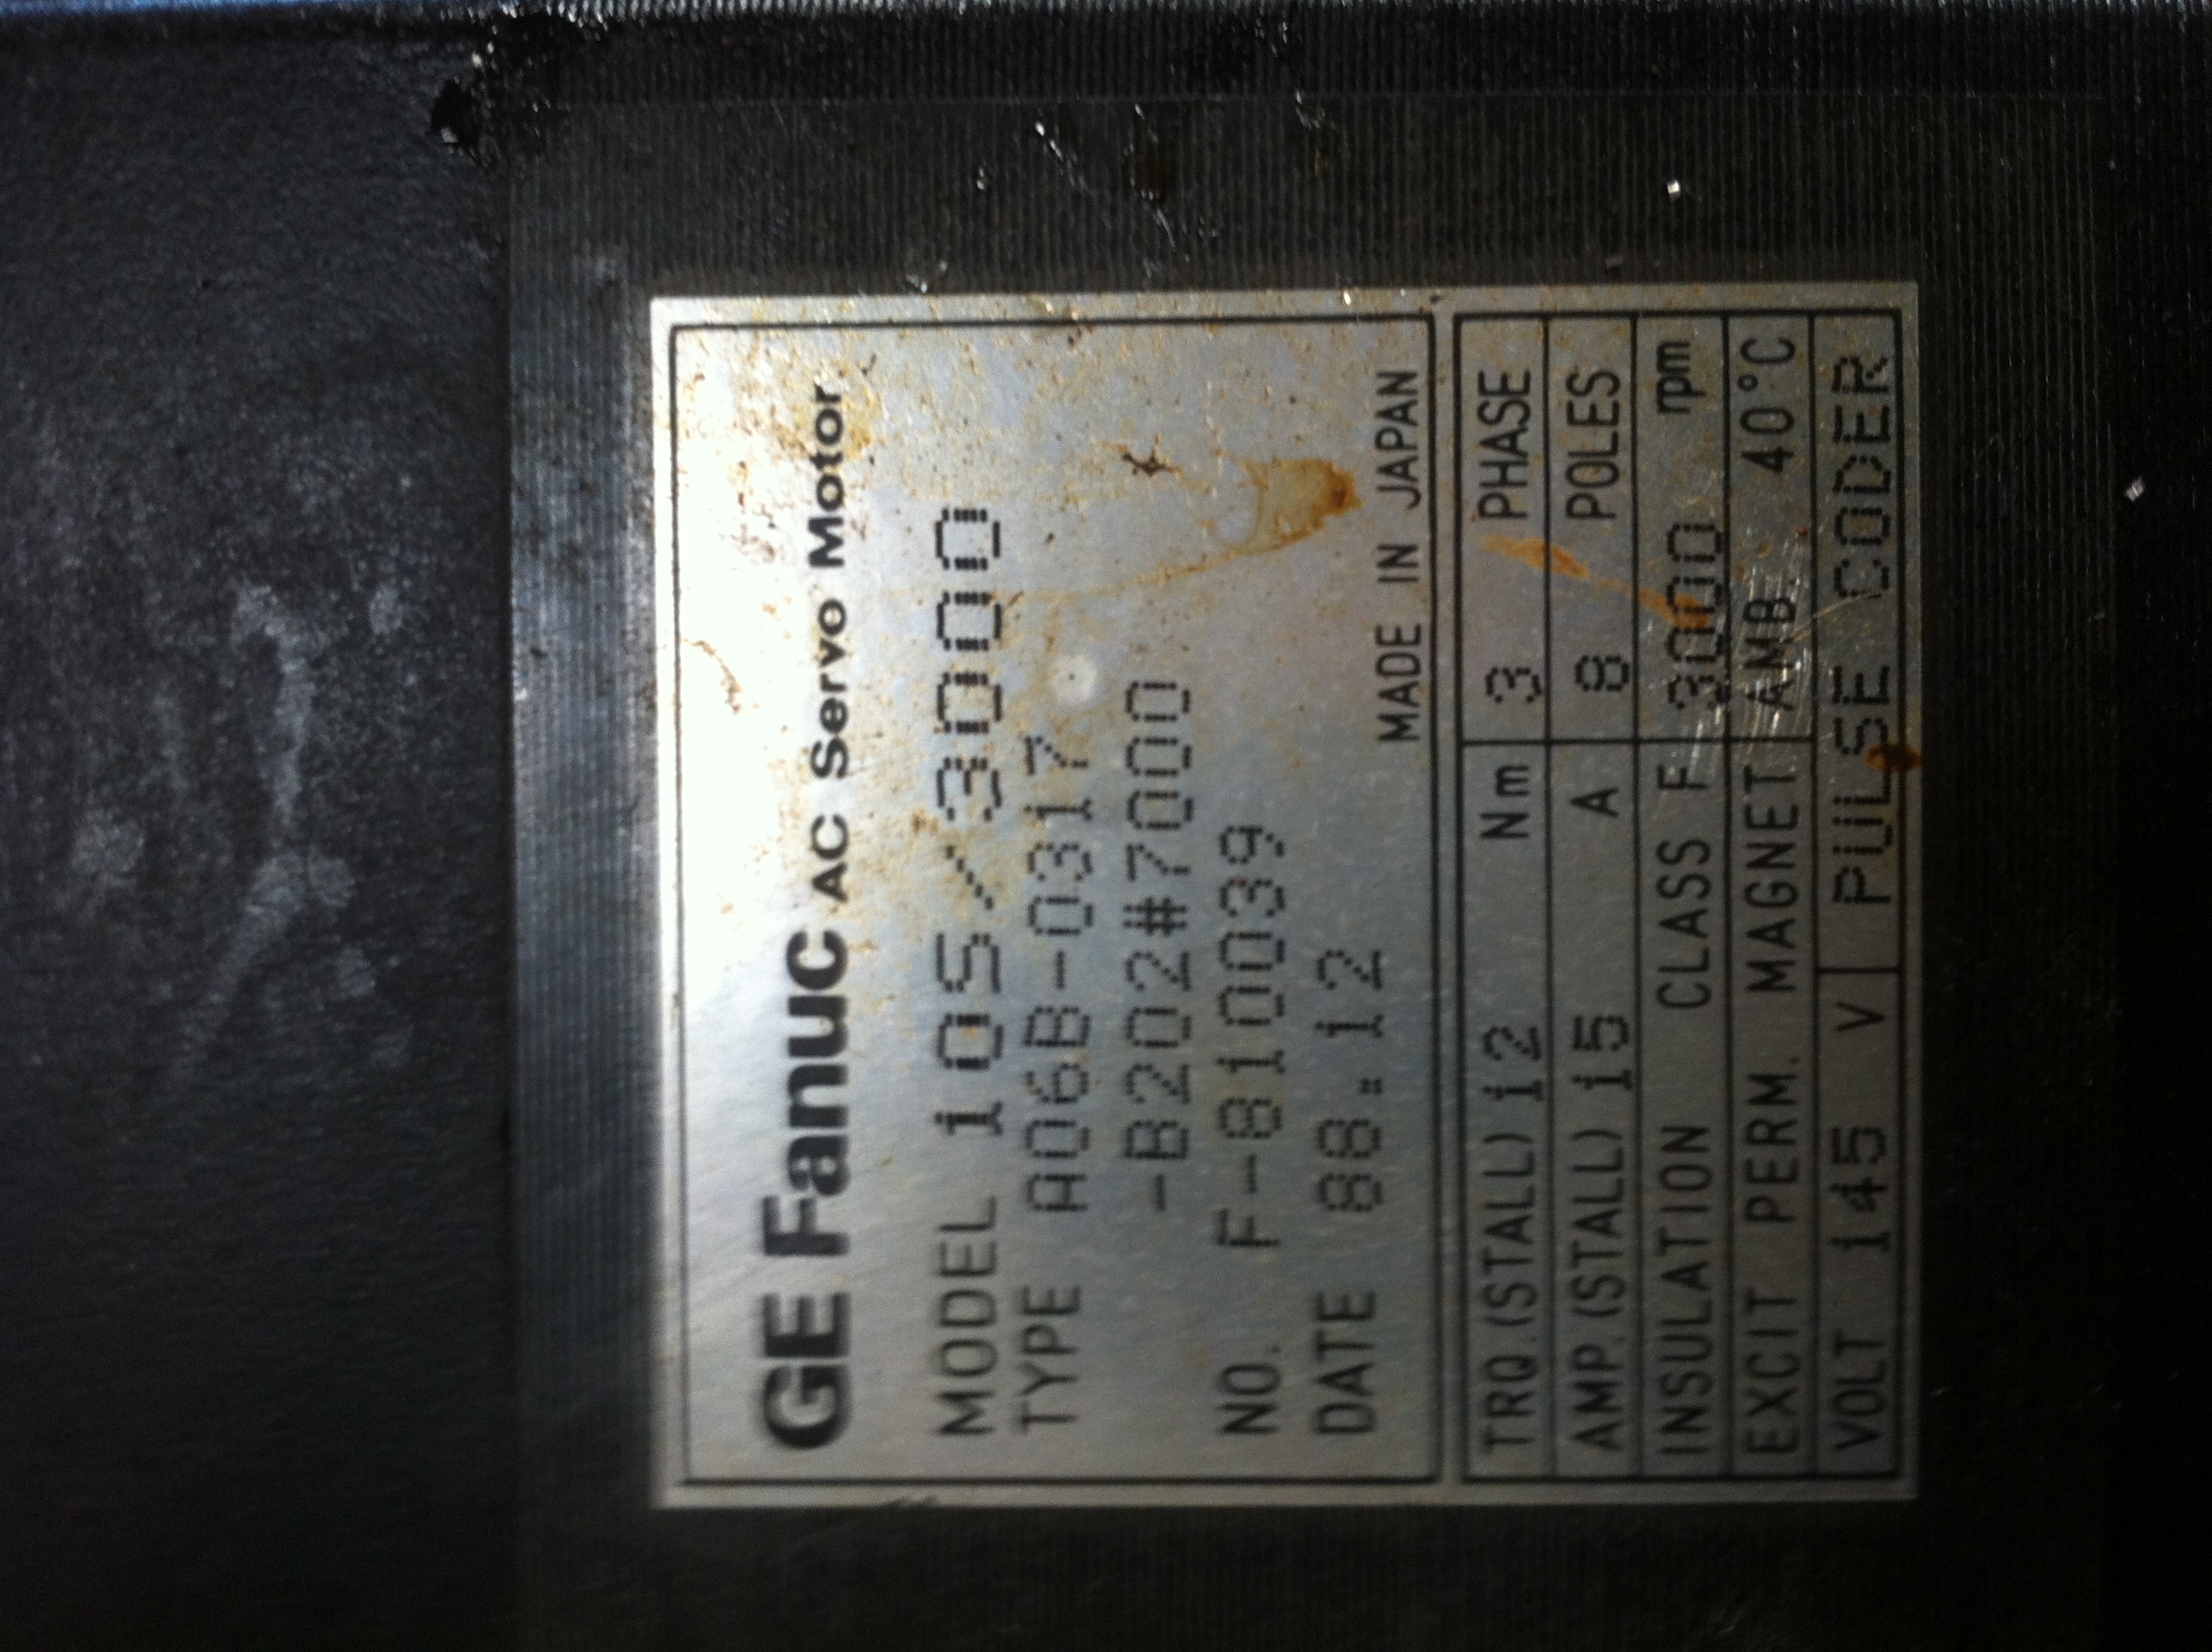 GE Fanuc AC Servo Motor
MODEL 10S/3000
TYPE A06B-0317
-B202#7000
NO. F-810039
DATE 88.12
MADE IN JAPAN
TRQ.(STALL) 12 Nm 3 PHASE
AMP.(STALL) 15 A 8 POLES
INSULATION CLASS F 3000 rpm
EXCIT PERM. MAGNET AMB 40°C
VOLT 145 V PULSE CODER